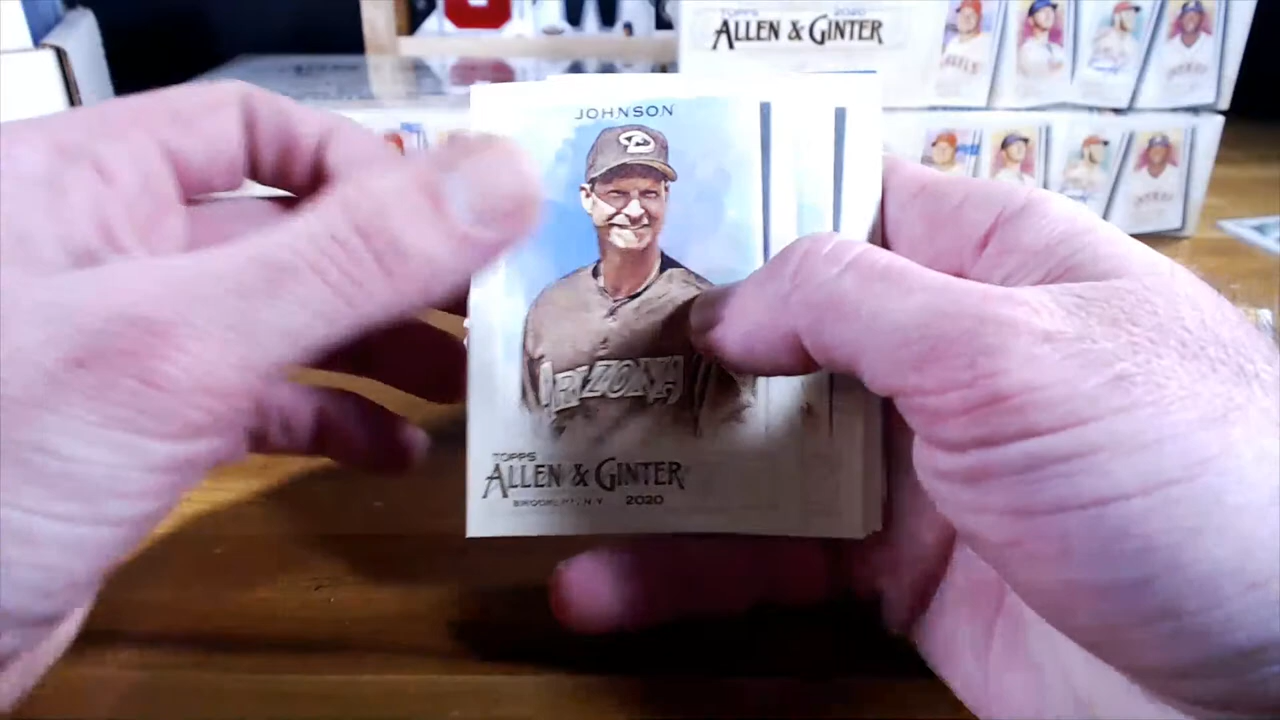 TOPPS 2020
ALLEN & GINTER
JOHNSON
ARIZONA
TOPPS
ALLEN & GINTER
BROOKLYN, N.Y 2020